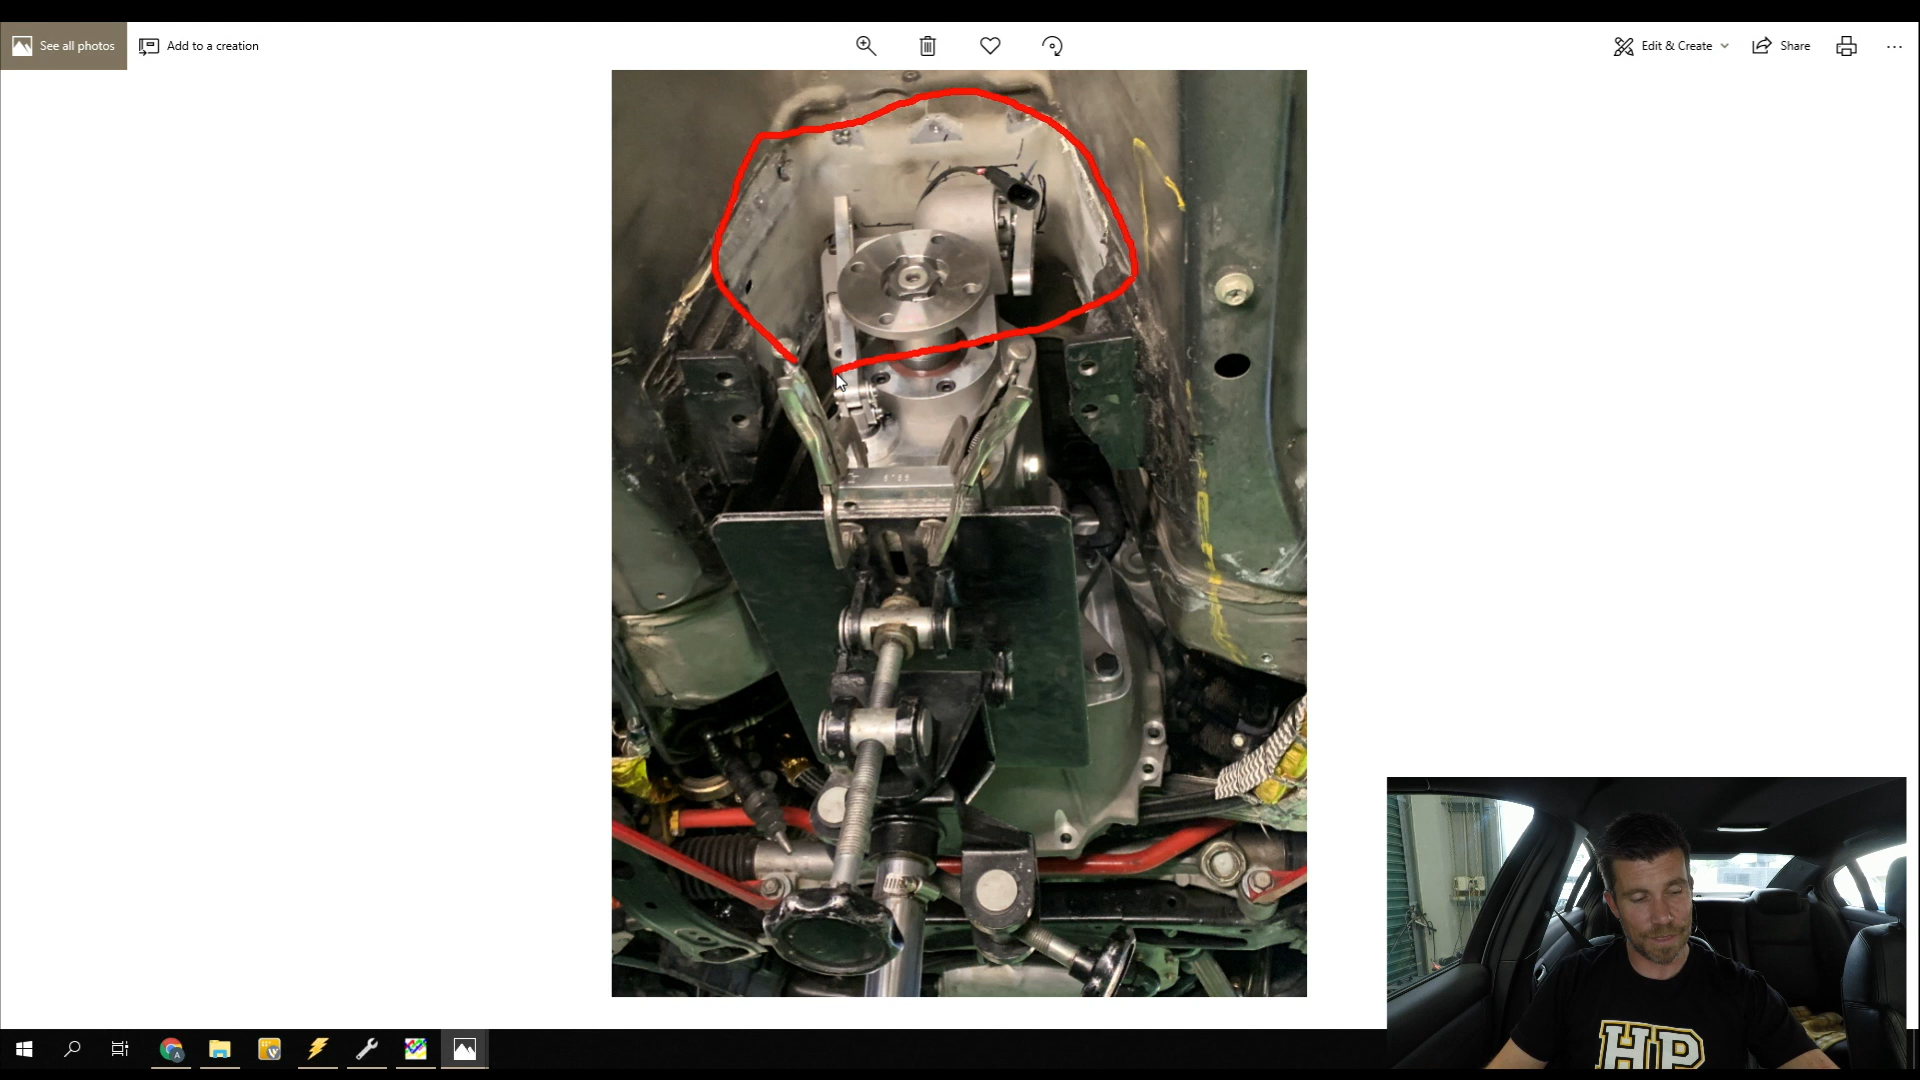 See all photos
Add to a creation
Edit & Create
Share
HP